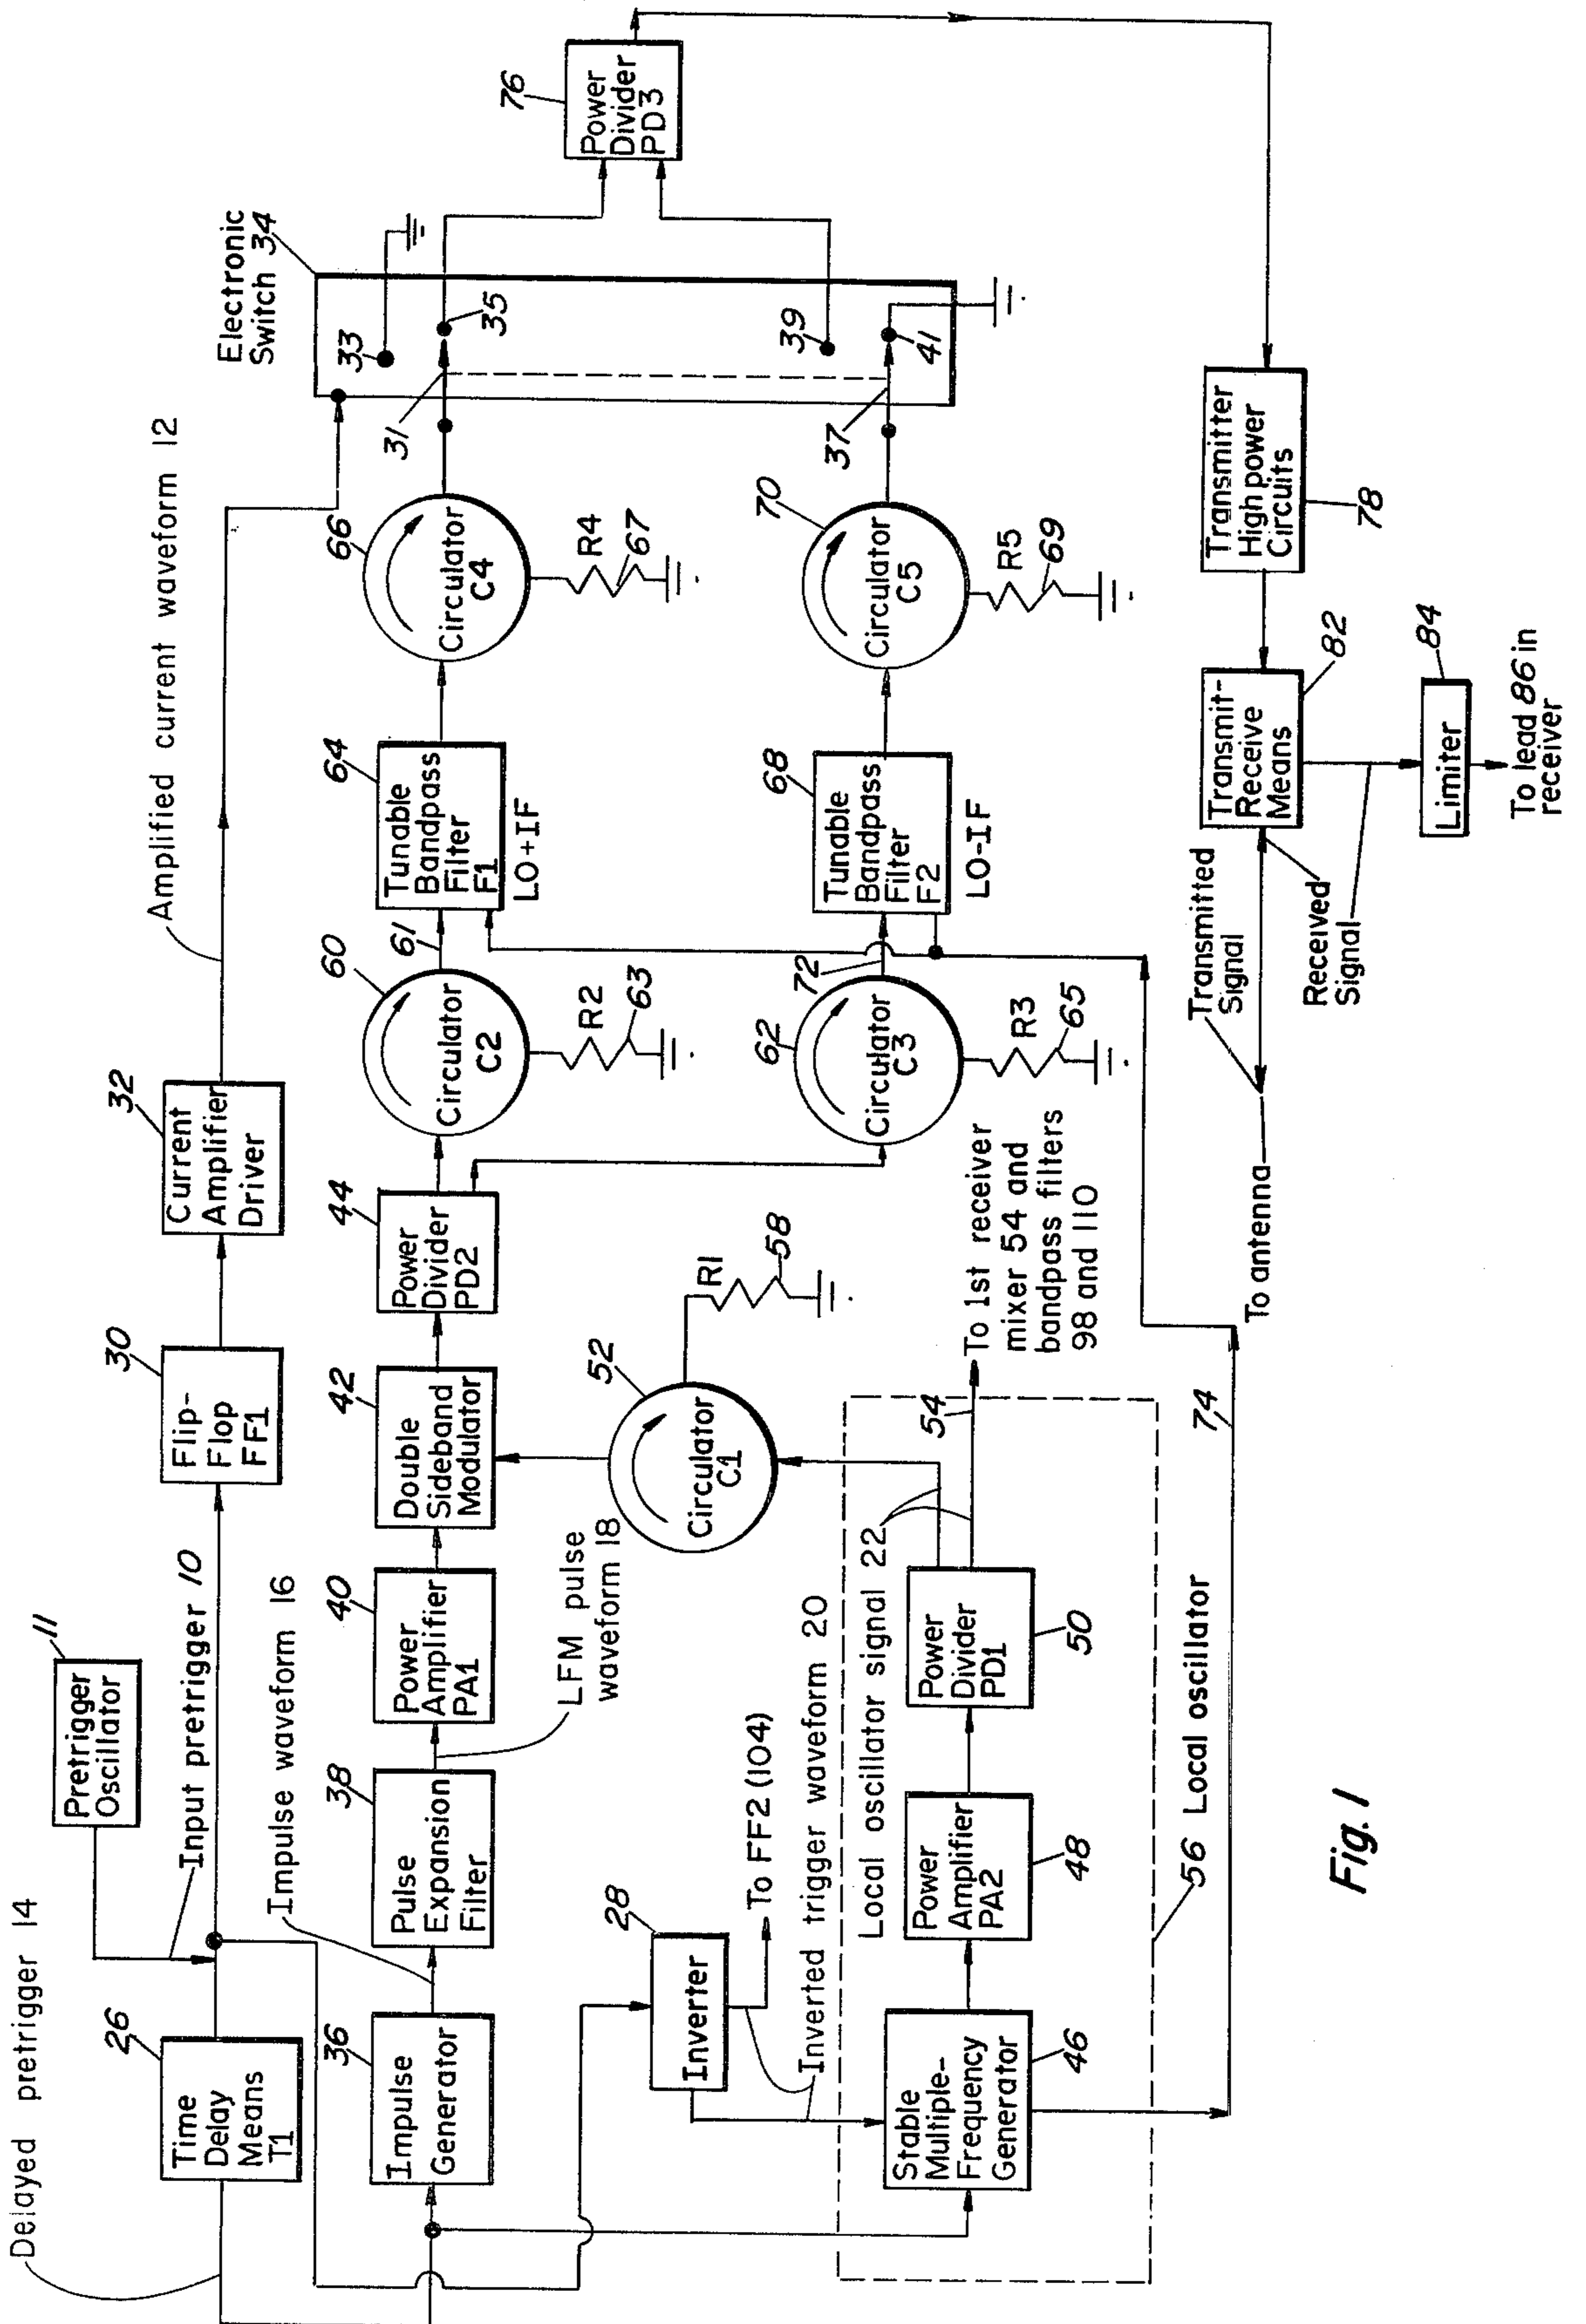 Delayed pretrigger 14
11
Pretrigger
Oscillator
Input pretrigger 10
26
Time
Delay
Means
T1
30
Flip-
Flop
FF1
32
Current
Amplifier
Driver
Amplified current waveform 12
Electronic
Switch 34
33
31
35
39
37
41
76
Power
Divider
PD3
36
Impulse
Generator
Impulse waveform 16
38
Pulse
Expansion
Filter
LFM pulse
waveform 18
40
Power
Amplifier
PA1
42
Double
Sideband
Modulator
44
Power
Divider
PD2
60
Circulator
C2
R2
63
61
64
Tunable
Bandpass
Filter
F1
LO+IF
66
Circulator
C4
R4
67
62
Circulator
C3
R3
65
72
68
Tunable
Bandpass
Filter
F2
LO-IF
70
Circulator
C5
R5
69
28
Inverter
To FF2 (104)
Inverted trigger waveform 20
52
Circulator
C1
R1
58
Local oscillator signal 22
54
To 1st receiver
mixer 54 and
bandpass filters
98 and 110
Stable
Multiple-
Frequency
Generator
46
Power
Amplifier
PA2
48
Power
Divider
PD1
50
56 Local oscillator
74
To antenna
Transmitted
Signal
Received
Signal
Transmit-
Receive
Means
82
Transmitter
High power
Circuits
78
Limiter
84
To lead 86 in
receiver
Fig. 1